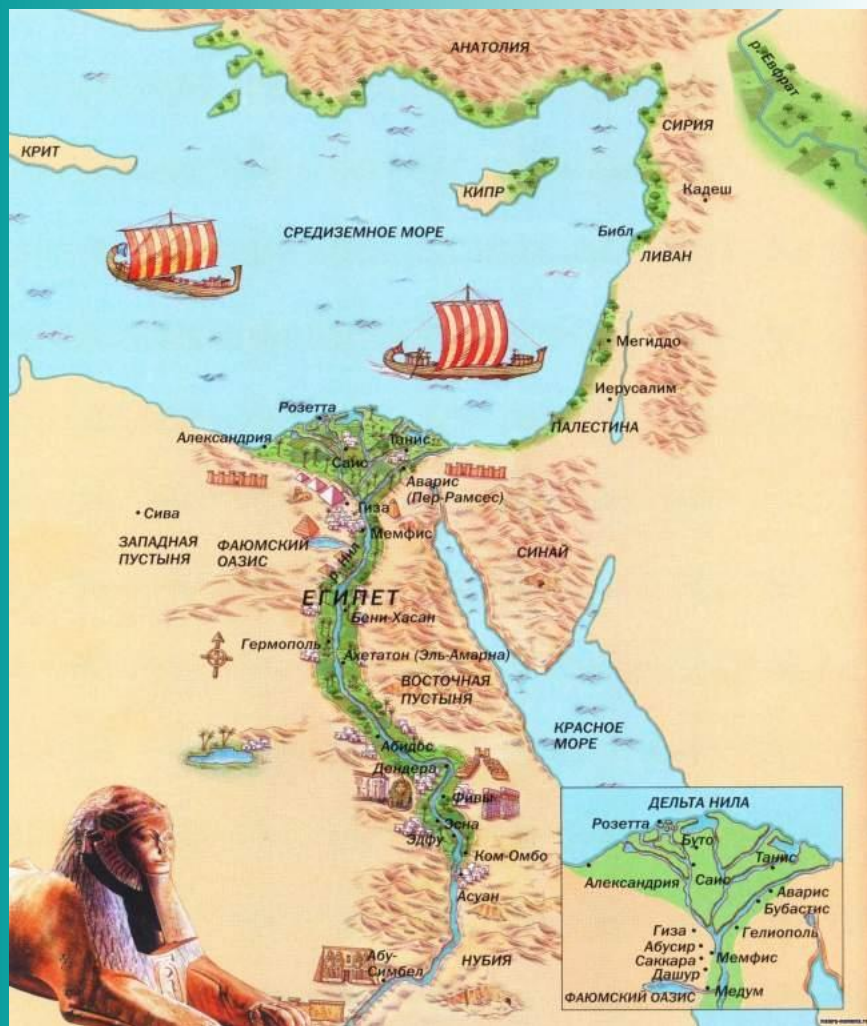 АНАТОЛИЯ
р. Евфрат
СИРИЯ
КРИТ
КИПР
Кадеш
СРЕДИЗЕМНОЕ МОРЕ
Библ
ЛИВАН
Мегиддо
Иерусалим
ПАЛЕСТИНА
Розетта
Александрия
Танис
Саис
Аварис
(Пер-Рамсес)
Гиза
Сива
Мемфис
ЗАПАДНАЯ
ПУСТЫНЯ
ФАЮМСКИЙ
ОАЗИС
СИНАЙ
р. Нил
ЕГИПЕТ
Бени-Хасан
Гермополь
Ахетатон (Эль-Амарна)
ВОСТОЧНАЯ
ПУСТЫНЯ
КРАСНОЕ
МОРЕ
Абидос
Дендера
Фивы
Эсна
Эдфу
Ком-Омбо
Асуан
Абу-
Симбел
НУБИЯ
ДЕЛЬТА НИЛА
Розетта
Буто
Танис
Александрия
Саис
Аварис
Бубастис
Гиза
Гелиополь
Абусир
Саккара
Мемфис
Дашур
Медум
ФАЮМСКИЙ ОАЗИС